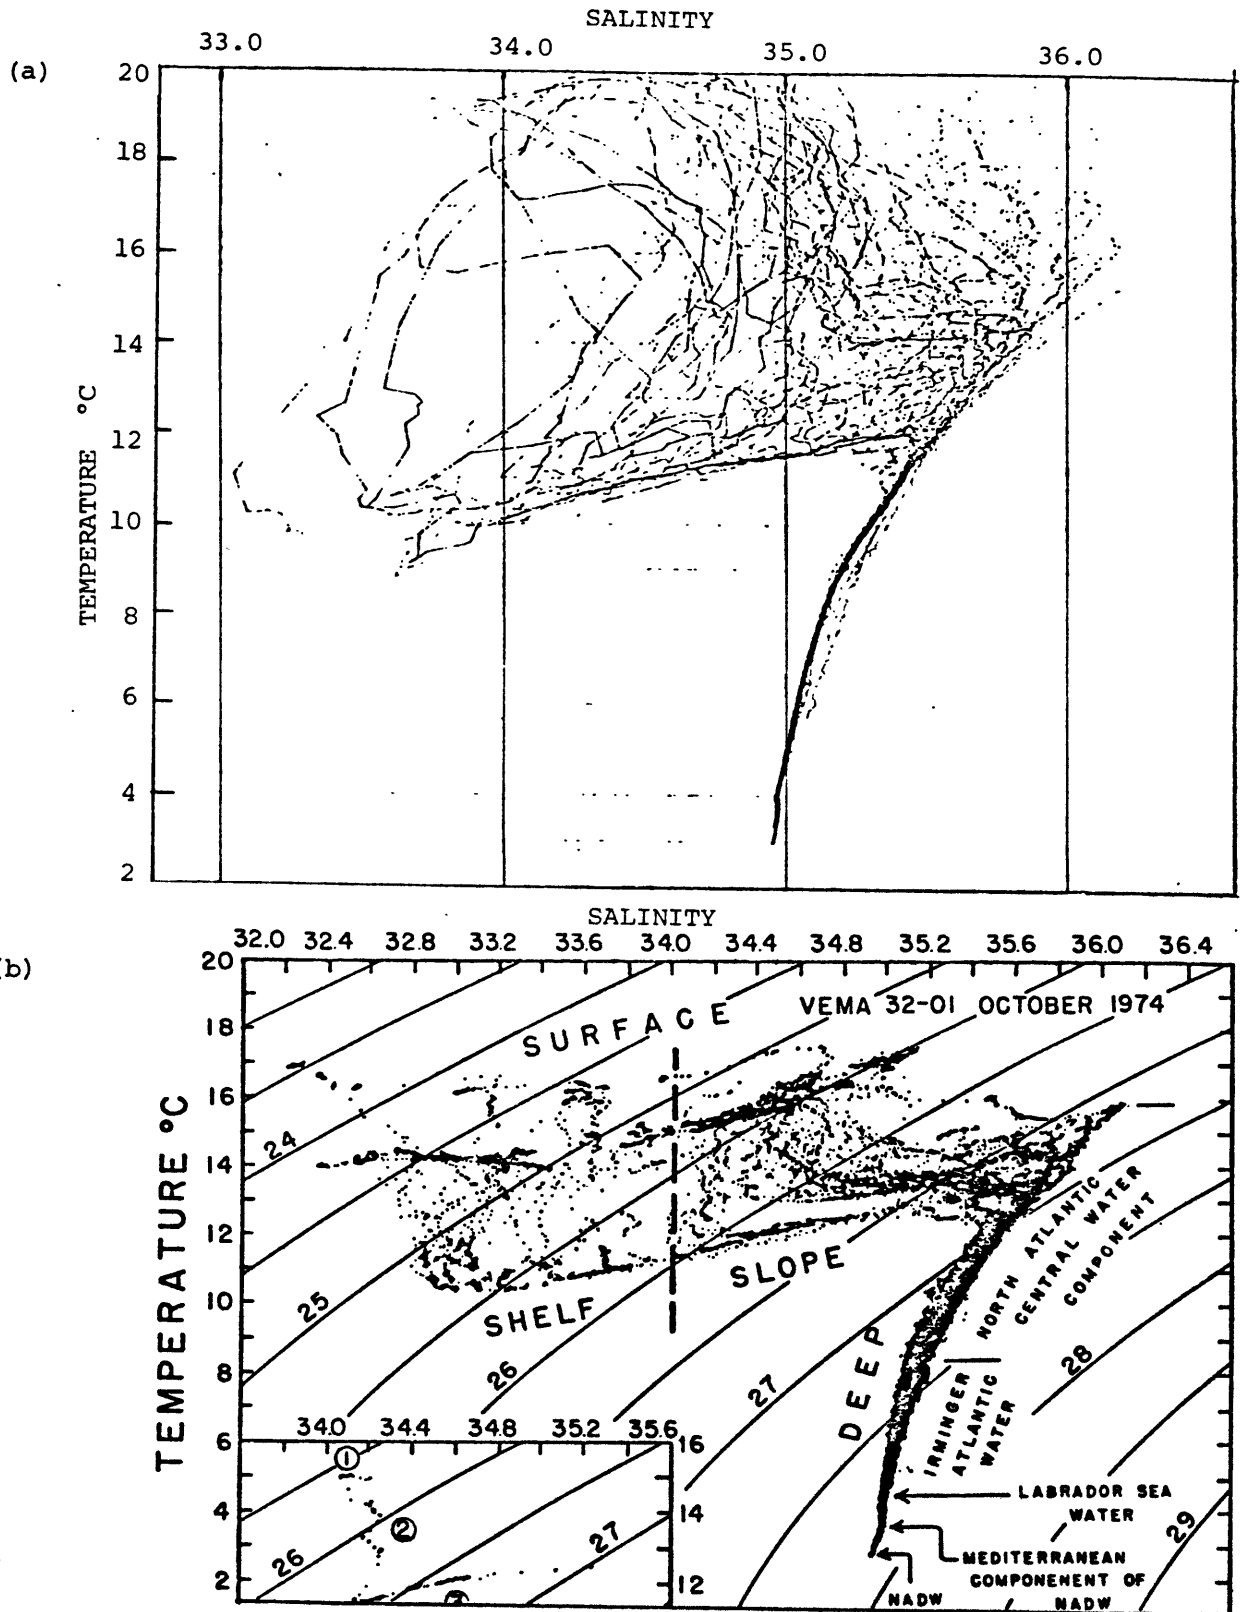 SALINITY
33.0 34.0 35.0 36.0
(a)
20
18
16
14
12
10
8
6
4
2
TEMPERATURE °C
SALINITY
32.0 32.4 32.8 33.2 33.6 34.0 34.4 34.8 35.2 35.6 36.0 36.4
b)
20
18
16
14
12
10
8
6
4
2
TEMPERATURE °C
VEMA 32-01 OCTOBER 1974
SURFACE
24
25
26
27
28
29
SHELF
SLOPE
DEEP
NORTH ATLANTIC
CENTRAL WATER
COMPONENT
IRMINGER
ATLANTIC
WATER
LABRADOR SEA
WATER
MEDITERRANEAN
COMPONENENT OF
NADW
NADW
34.0 34.4 34.8 35.2 35.6
16
14
12
1
2
26
27